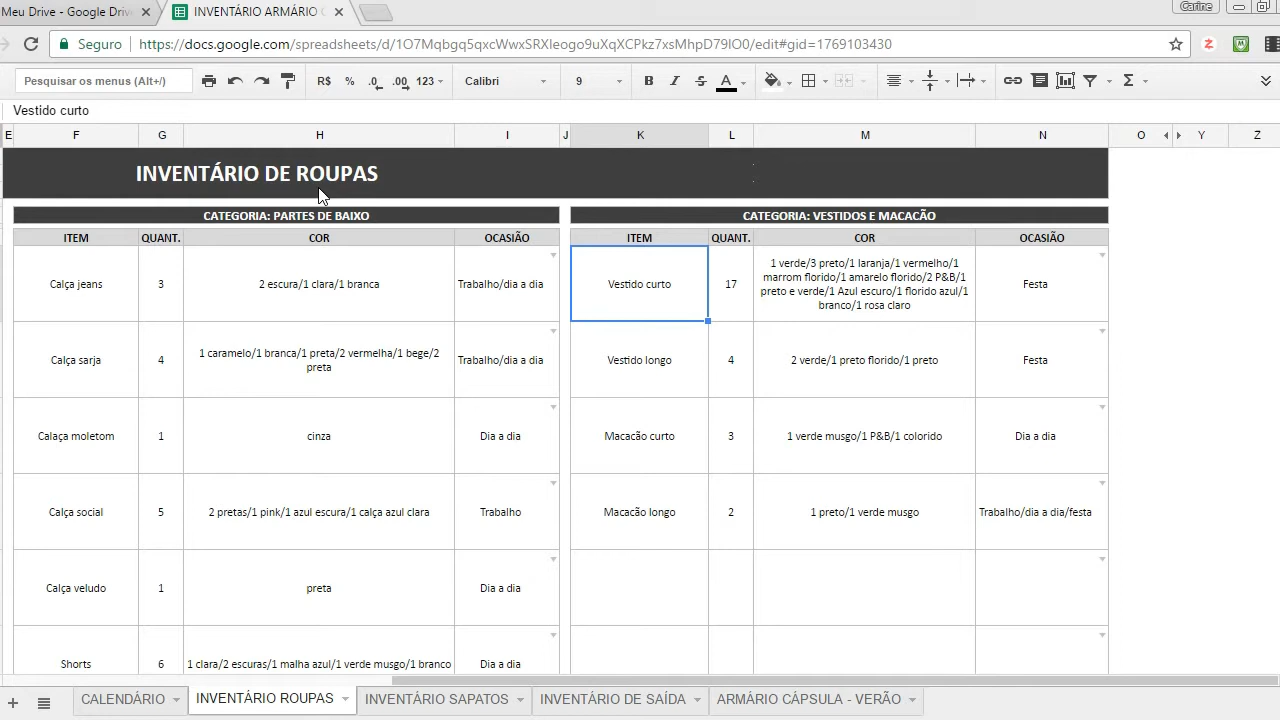 Meu Drive - Google Driv
INVENTÁRIO ARMÁRIO C
Carine
Seguro
https://docs.google.com/spreadsheets/d/1O7Mqbgq5qxcWwxSRXleogc9uXqXCPkz7xsMhpb79lO0/edit#gid=1769103430
Pesquisar os menus (Alt+/)
R$ % .0 .00 123 Calibri 9 B I S A Σ
Vestido curto
E F G H I J K L M N O Y Z
INVENTÁRIO DE ROUPAS
CATEGORIA: PARTES DE BAIXO
CATEGORIA: VESTIDOS E MACACÃO
ITEM QUANT. COR OCASIÃO ITEM QUANT. COR OCASIÃO
Calça jeans 3 2 escura/1 clara/1 branca Trabalho/dia a dia
Vestido curto 17
1 verde/3 preto/1 laranja/1 vermelho/1
marrom florido/1 amarelo florido/2 P&B/1
preto e verde/1 Azul escuro/1 florido azul/1
branco/1 rosa claro
Festa
Calça sarja 4
1 caramelo/1 branca/1 preta/2 vermelha/1 bege/2
preta
Trabalho/dia a dia
Vestido longo 4 2 verde/1 preto florido/1 preto Festa
Calaça moletom 1 cinza Dia a dia
Macacão curto 3 1 verde musgo/1 P&B/1 colorido Dia a dia
Calça social 5 2 pretas/1 pink/1 azul escura/1 calça azul clara Trabalho
Macacão longo 2 1 preto/1 verde musgo Trabalho/dia a dia/festa
Calça veludo 1 preta Dia a dia
Shorts 6 1 clara/2 escuras/1 malha azul/1 verde musgo/1 branco Dia a dia
CALENDÁRIO INVENTÁRIO ROUPAS INVENTÁRIO SAPATOS INVENTÁRIO DE SAÍDA ARMÁRIO CÁPSULA - VERÃO